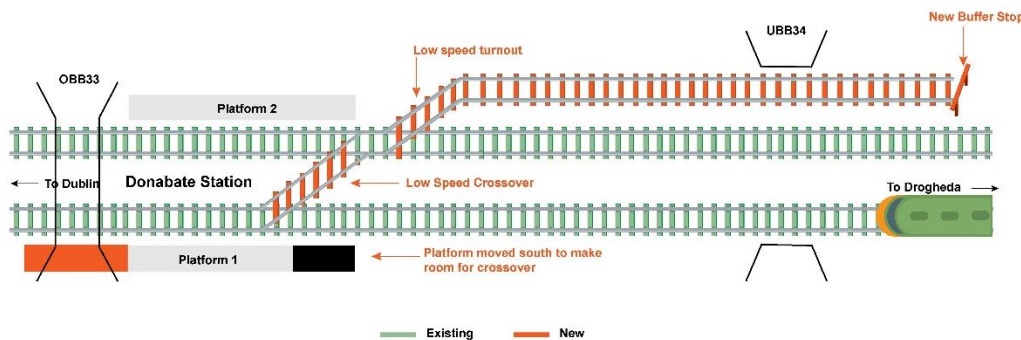 New Buffer Stop
UBB34
Low speed turnout
OBB33
Platform 2
To Dublin
Donabate Station
Low Speed Crossover
To Drogheda
Platform 1
Platform moved south to make
room for crossover
Existing
New